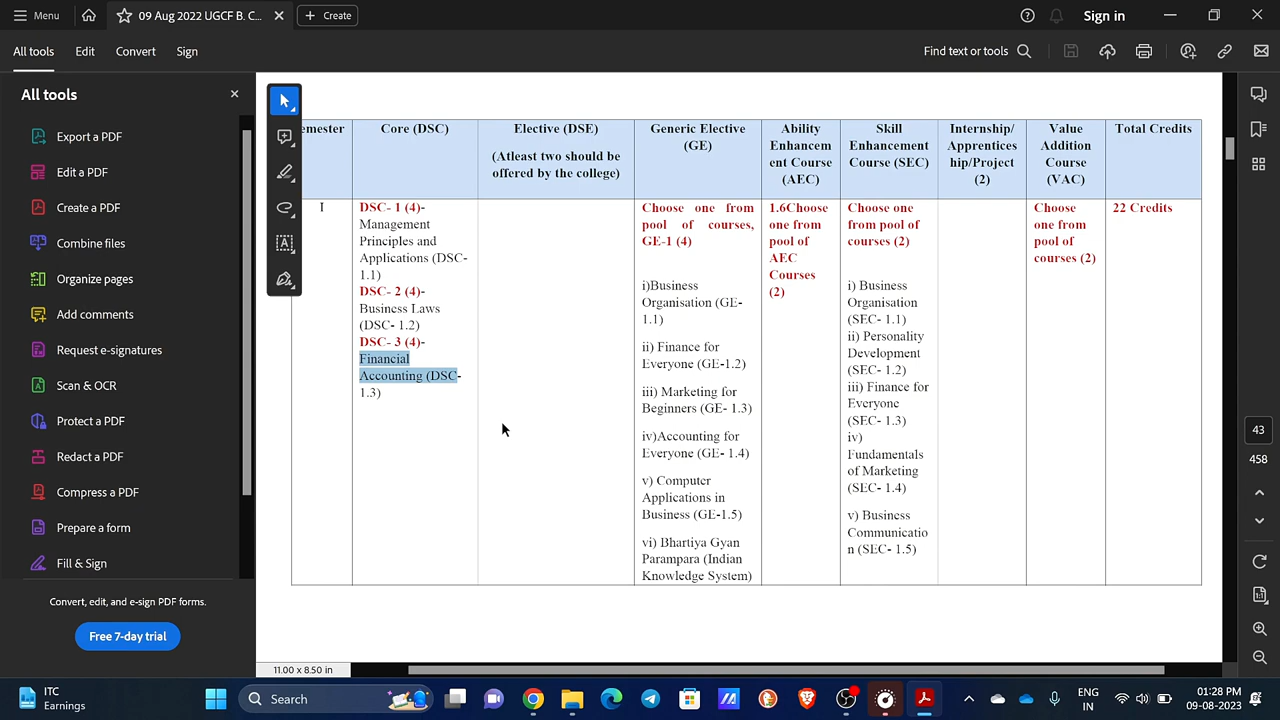 Menu
09 Aug 2022 UGCF B. C...
Create
Sign in
All tools
Edit
Convert
Sign
Find text or tools
All tools
Export a PDF
Edit a PDF
Create a PDF
Combine files
Organize pages
Add comments
Request e-signatures
Scan & OCR
Protect a PDF
Redact a PDF
Compress a PDF
Prepare a form
Fill & Sign
Convert, edit, and e-sign PDF forms.
Free 7-day trial
emester
Core (DSC)
Elective (DSE)
(Atleast two should be
offered by the college)
Generic Elective
(GE)
Ability
Enhancem
ent Course
(AEC)
Skill
Enhancement
Course (SEC)
Internship/
Apprentices
hip/Project
(2)
Value
Addition
Course
(VAC)
Total Credits
I
DSC- 1 (4)-
Management
Principles and
Applications (DSC-
1.1)
DSC- 2 (4)-
Business Laws
(DSC- 1.2)
DSC- 3 (4)-
Financial
Accounting (DSC-
1.3)
Choose one from
pool of courses,
GE-1 (4)
i)Business
Organisation (GE-
1.1)
ii) Finance for
Everyone (GE-1.2)
iii) Marketing for
Beginners (GE- 1.3)
iv)Accounting for
Everyone (GE- 1.4)
v) Computer
Applications in
Business (GE-1.5)
vi) Bhartiya Gyan
Parampara (Indian
Knowledge System)
1.6Choose
one from
pool of
AEC
Courses
(2)
Choose one
from pool of
courses (2)
i) Business
Organisation
(SEC- 1.1)
ii) Personality
Development
(SEC- 1.2)
iii) Finance for
Everyone
(SEC- 1.3)
iv)
Fundamentals
of Marketing
(SEC- 1.4)
v) Business
Communicatio
n (SEC- 1.5)
Choose
one from
pool of
courses (2)
22 Credits
43
458
11.00 x 8.50 in
ITC
Earnings
Search
ENG
IN
01:28 PM
09-08-2023